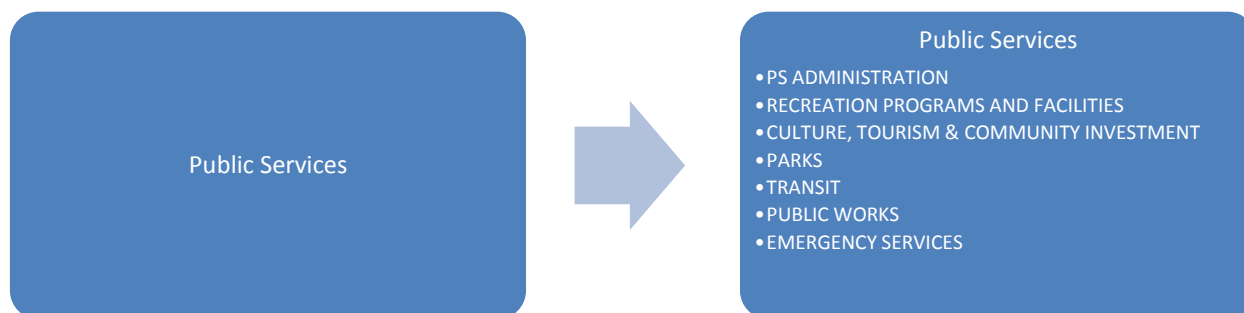 Public Services
Public Services
•PS ADMINISTRATION
•RECREATION PROGRAMS AND FACILITIES
•CULTURE, TOURISM & COMMUNITY INVESTMENT
•PARKS
•TRANSIT
•PUBLIC WORKS
•EMERGENCY SERVICES